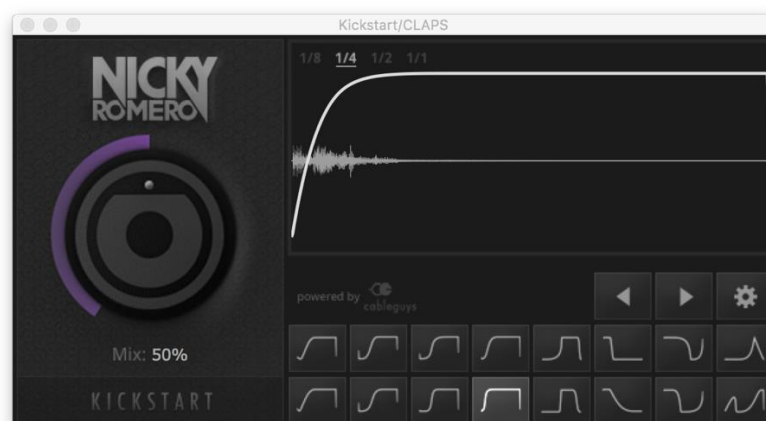 Kickstart/CLAPS
NICKY
ROMERO
1/8 1/4 1/2 1/1
powered by cableguys
Mix: 50%
KICKSTART